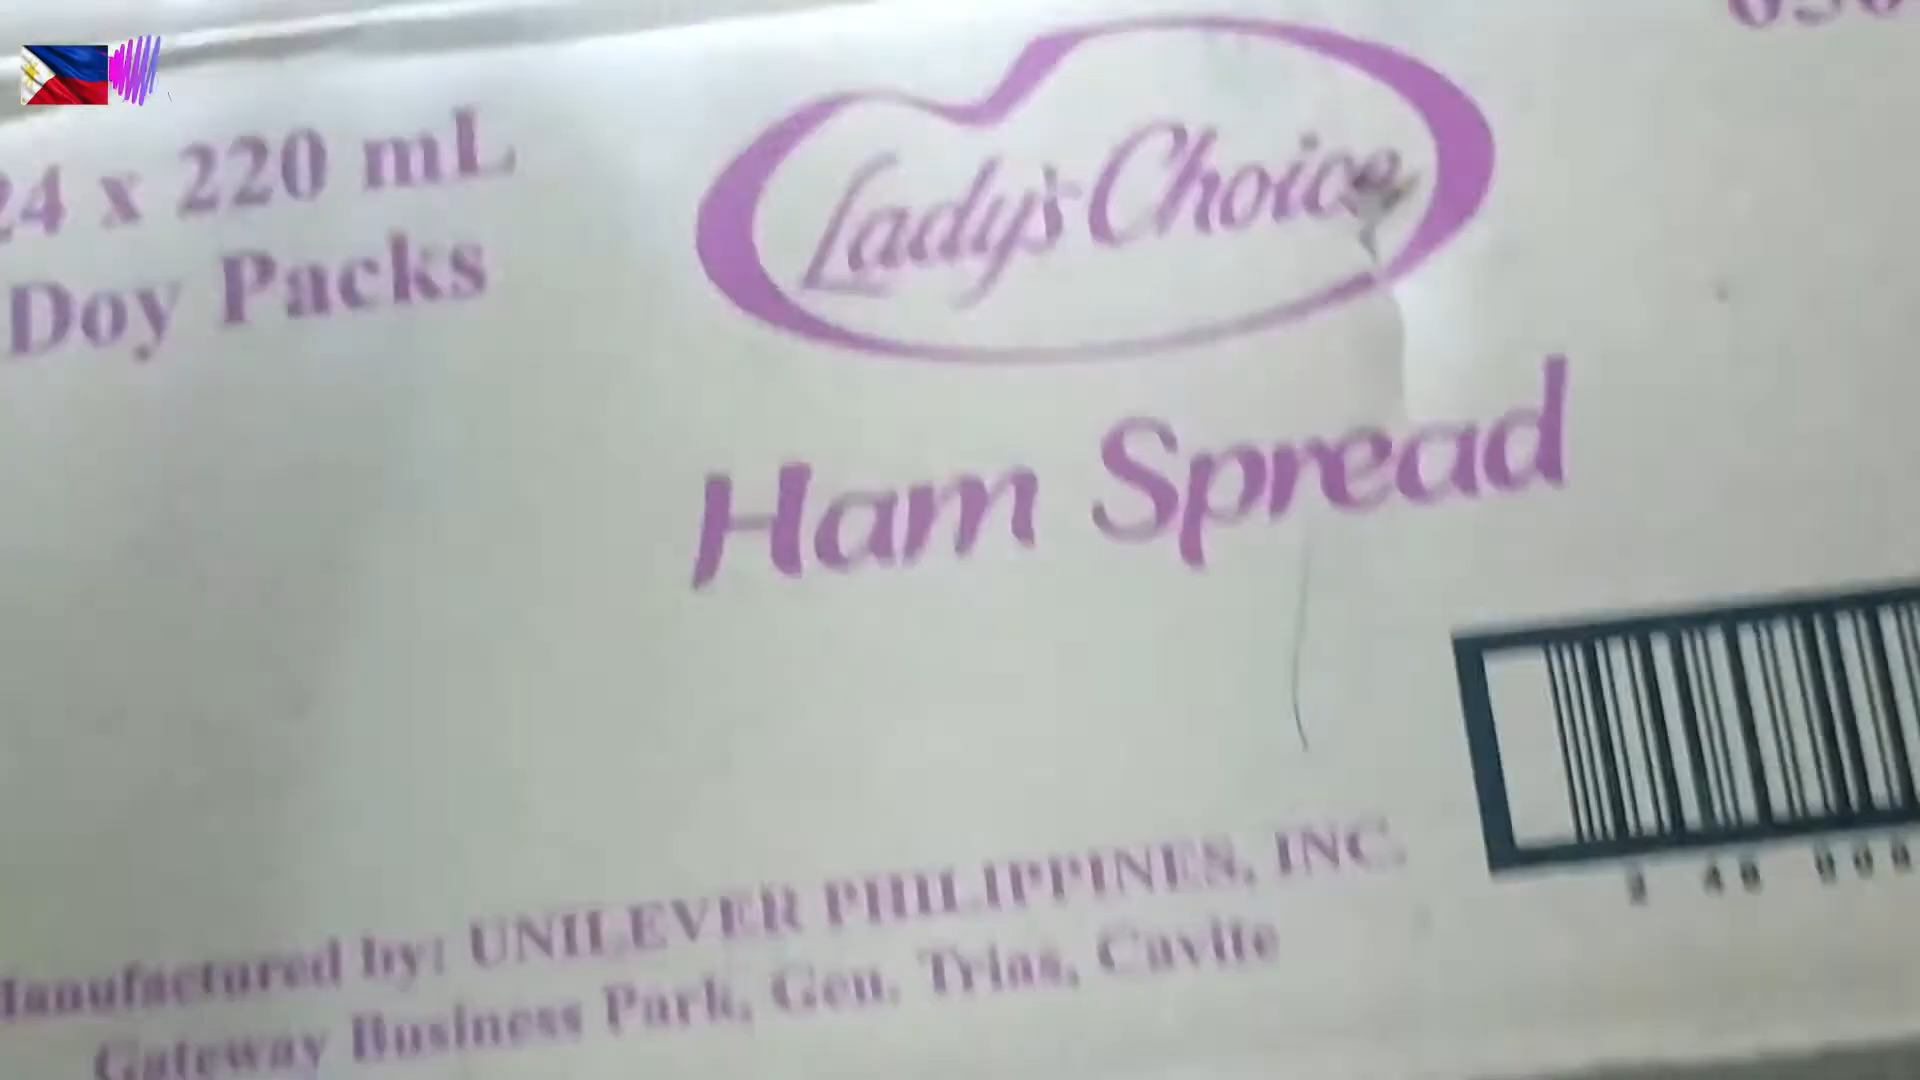 24 x 220 mL
Doy Packs
Lady's Choice
Ham Spread
Manufactured by: UNILEVER PHILIPPINES, INC.
Gateway Business Park, Gen. Trias, Cavite